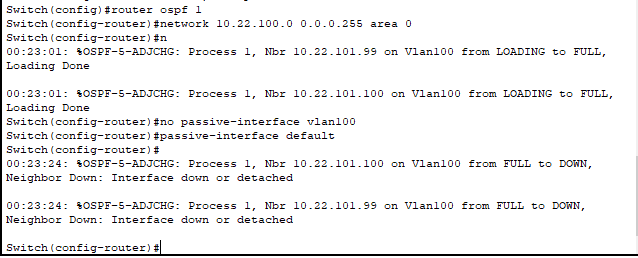 Switch(config)#router ospf 1
Switch(config-router)#network 10.22.100.0 0.0.0.255 area 0
Switch(config-router)#n
00:23:01: %OSPF-5-ADJCHG: Process 1, Nbr 10.22.101.99 on Vlan100 from LOADING to FULL,
Loading Done
00:23:01: %OSPF-5-ADJCHG: Process 1, Nbr 10.22.101.100 on Vlan100 from LOADING to FULL,
Loading Done
Switch(config-router)#no passive-interface vlan100
Switch(config-router)#passive-interface default
Switch(config-router)#
00:23:24: %OSPF-5-ADJCHG: Process 1, Nbr 10.22.101.100 on Vlan100 from FULL to DOWN,
Neighbor Down: Interface down or detached
00:23:24: %OSPF-5-ADJCHG: Process 1, Nbr 10.22.101.99 on Vlan100 from FULL to DOWN,
Neighbor Down: Interface down or detached
Switch(config-router)#